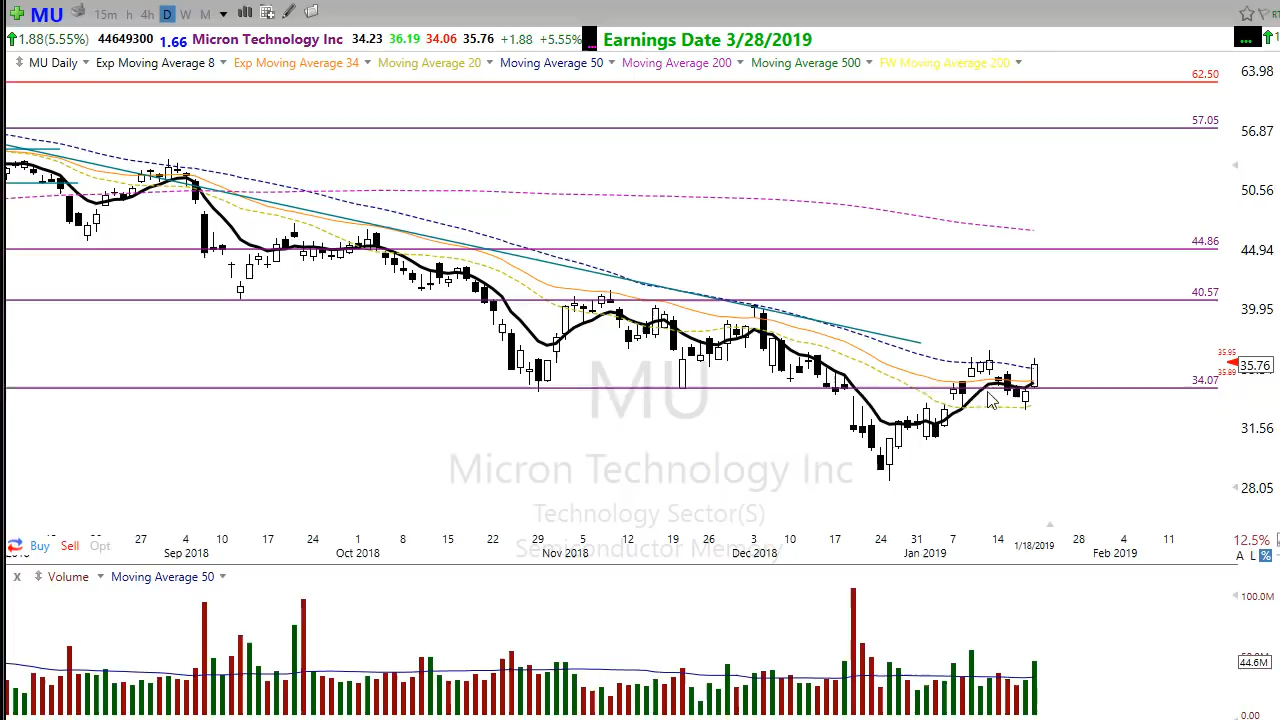 MU 15m h 4h D W M RT
1.88(5.55%) 44649300 1.66 Micron Technology Inc 34.23 36.19 34.06 35.76 +1.88 +5.55% ... Earnings Date 3/28/2019 ...
MU Daily Exp Moving Average 8 Exp Moving Average 34 Moving Average 20 Moving Average 50 Moving Average 200 Moving Average 500 FW Moving Average 200
63.98
62.50
57.05
56.87
50.56
44.86
44.94
40.57
39.95
35.95
35.76
35.89
34.07
31.56
28.05
MU
Micron Technology Inc
Technology Sector(S)
Semiconductor Memory
27 4 10 17 24 1 8 15 22 29 5 12 19 26 3 10 17 24 31 7 14 1/18/2019 28 4 11
Sep 2018 Oct 2018 Nov 2018 Dec 2018 Jan 2019 Feb 2019
Buy Sell Opt
12.5%
A L %
x Volume Moving Average 50
100.0M
44.6M
0.00